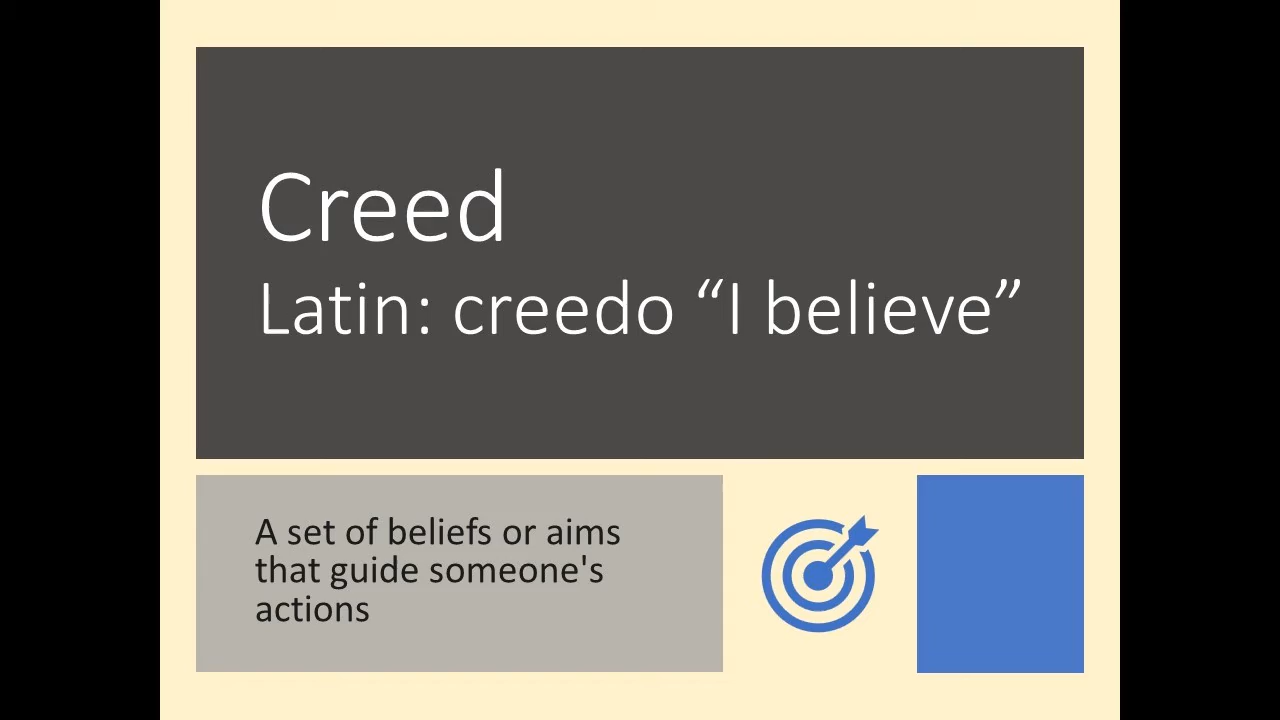 Creed
Latin: creedo “I believe”
A set of beliefs or aims
that guide someone's
actions